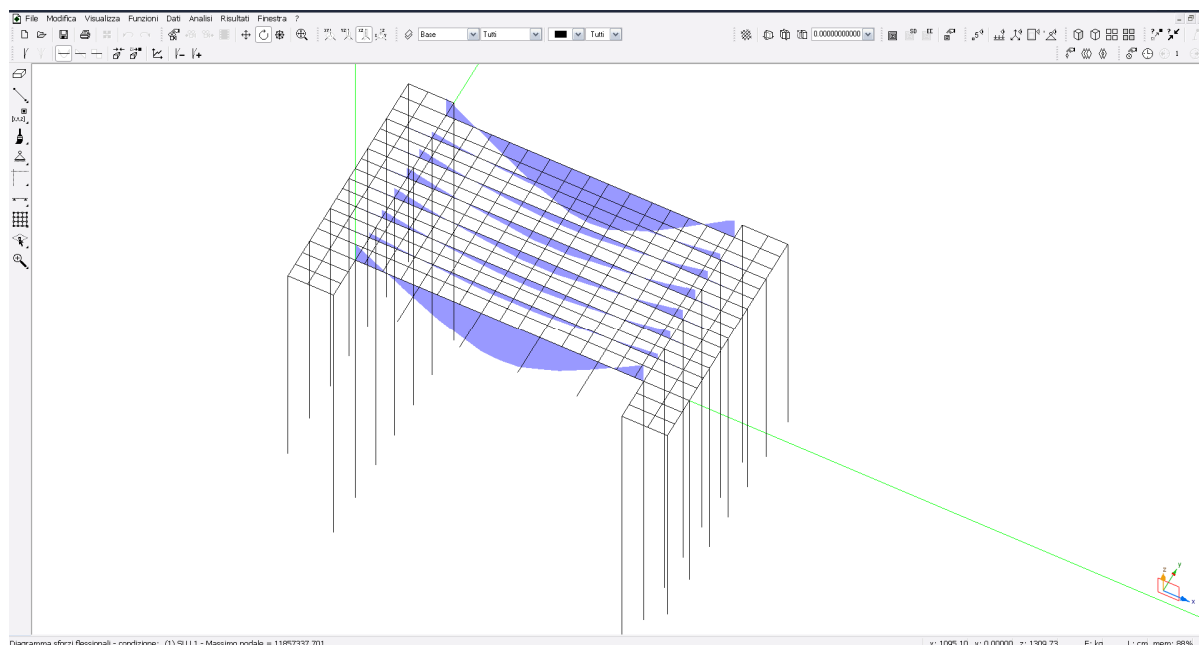 File Modifica Visualizza Funzioni Dati Analisi Risultati Finestra ?
Base Tutti Tutti 0.00000000000
z y x
Diagramma sforzi flessionali - condizione: (1) SLU 1 - Massimo nodale = 11857337.701 x: 1095.10 y: 0.00000 z: 1309.73 F: kg L: cm mem: 88%